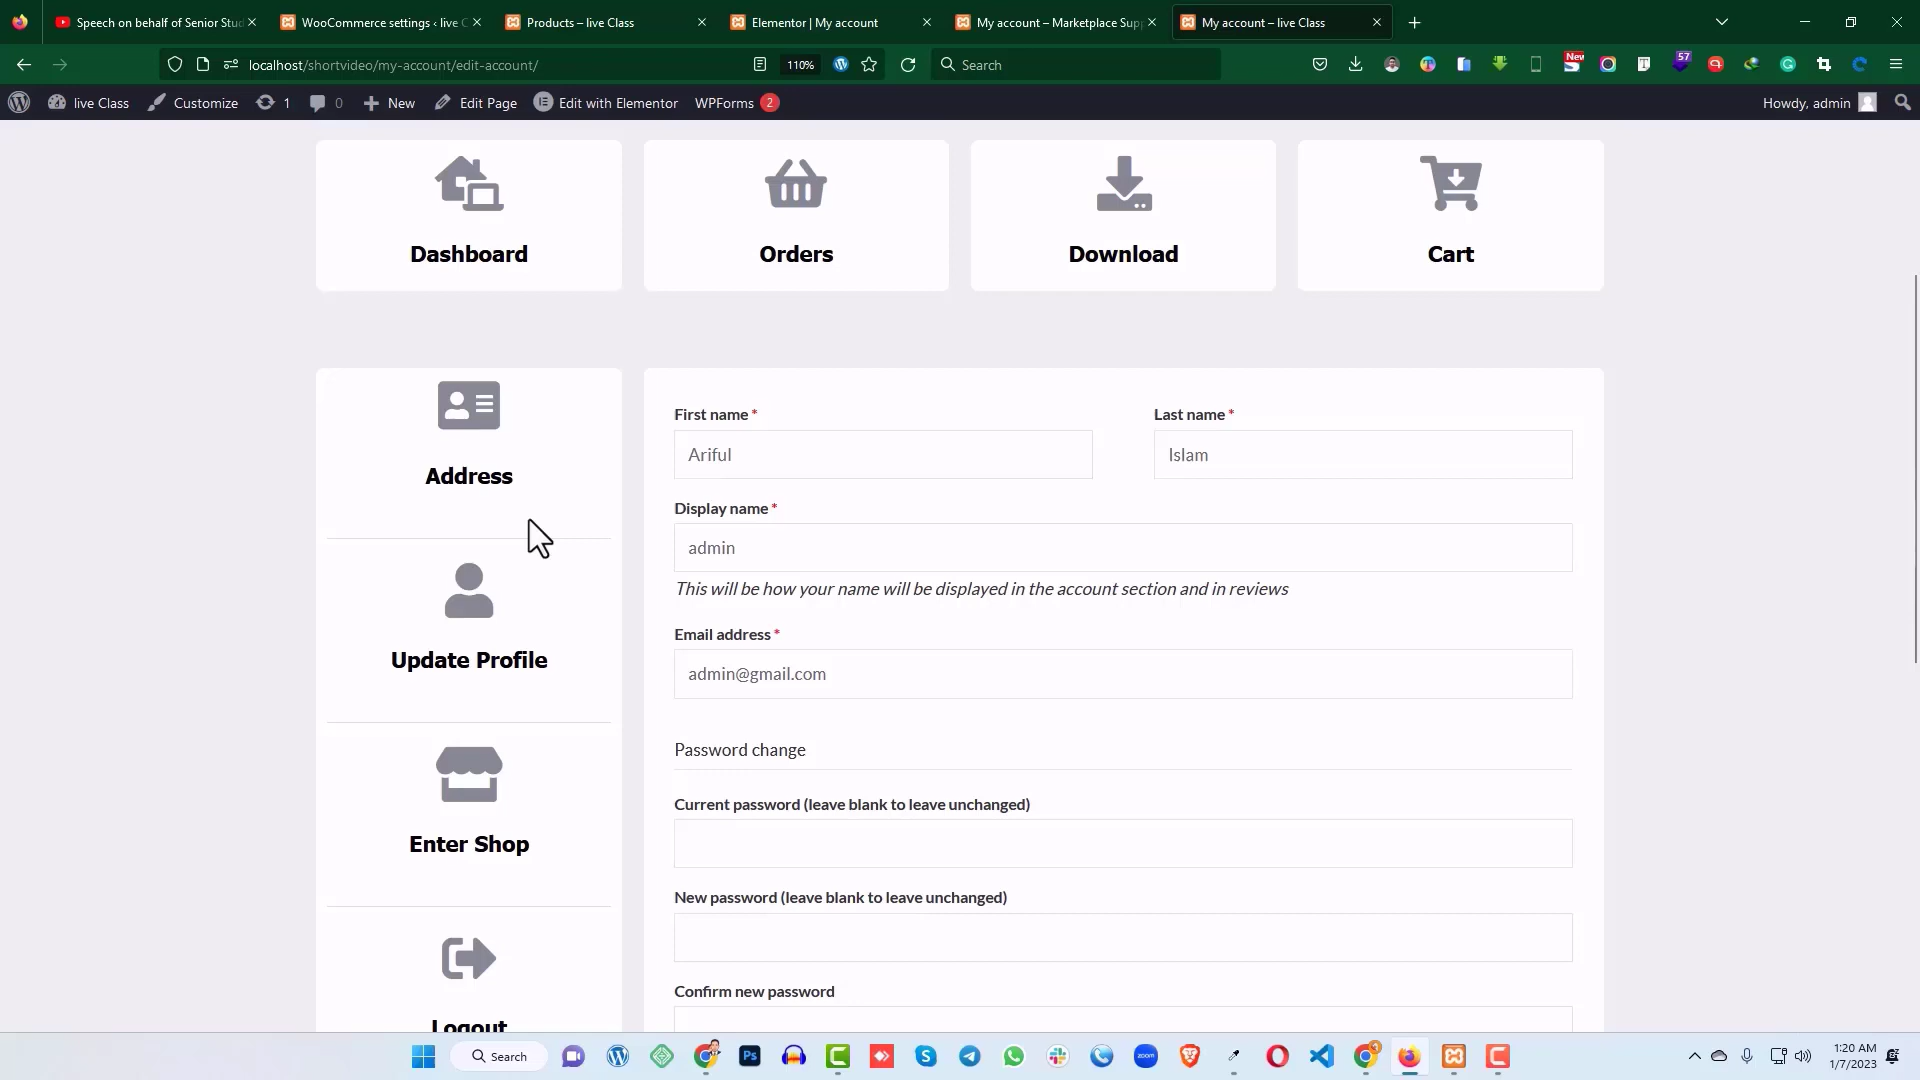 Speech on behalf of Senior Stud
WooCommerce settings ‹ live C
Products – live Class
Elementor | My account
My account – Marketplace Supp
My account – live Class
localhost/shortvideo/my-account/edit-account/
110%
Search
New
57
live Class
Customize
1
0
New
Edit Page
Edit with Elementor
WPForms 2
Howdy, admin
Dashboard
Orders
Download
Cart
Address
Update Profile
Enter Shop
Logout
First name *
Last name *
Ariful
Islam
Display name *
admin
This will be how your name will be displayed in the account section and in reviews
Email address *
admin@gmail.com
Password change
Current password (leave blank to leave unchanged)
New password (leave blank to leave unchanged)
Confirm new password
Search
Ps
zoom
1:20 AM
1/7/2023